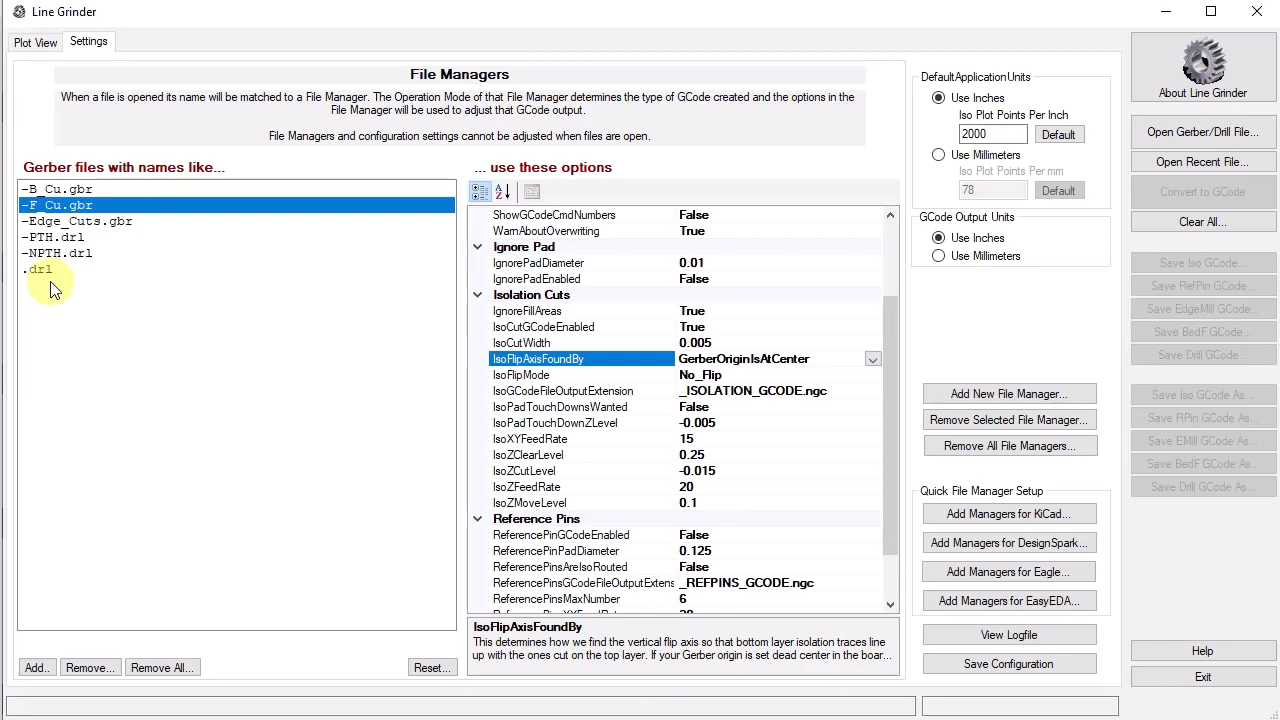 Line Grinder
Plot View
Settings
File Managers
When a file is opened its name will be matched to a File Manager. The Operation Mode of that File Manager determines the type of GCode created and the options in the
File Manager will be used to adjust that GCode output.
File Managers and configuration settings cannot be adjusted when files are open.
Gerber files with names like...
-B_Cu.gbr
-F_Cu.gbr
-Edge_Cuts.gbr
-PTH.drl
-NPTH.drl
.drl
Add..
Remove...
Remove All...
Reset...
... use these options
ShowGCodeCmdNumbers False
WarnAboutOverwriting True
Ignore Pad
IgnorePadDiameter 0.01
IgnorePadEnabled False
Isolation Cuts
IgnoreFillAreas True
IsoCutGCodeEnabled True
IsoCutWidth 0.005
IsoFlipAxisFoundBy GerberOriginIsAtCenter
IsoFlipMode No_Flip
IsoGCodeFileOutputExtension _ISOLATION_GCODE.ngc
IsoPadTouchDownsWanted False
IsoPadTouchDownZLevel -0.005
IsoXYFeedRate 15
IsoZClearLevel 0.25
IsoZCutLevel -0.015
IsoZFeedRate 20
IsoZMoveLevel 0.1
Reference Pins
ReferencePinGCodeEnabled False
ReferencePinPadDiameter 0.125
ReferencePinsAreIsoRouted False
ReferencePinsGCodeFileOutputExtens _REFPINS_GCODE.ngc
ReferencePinsMaxNumber 6
IsoFlipAxisFoundBy
This determines how we find the vertical flip axis so that bottom layer isolation traces line
up with the ones cut on the top layer. If your Gerber origin is set dead center in the boar...
DefaultApplicationUnits
Use Inches
Iso Plot Points Per Inch
2000 Default
Use Millimeters
Iso Plot Points Per mm
78 Default
GCode Output Units
Use Inches
Use Millimeters
Add New File Manager...
Remove Selected File Manager...
Remove All File Managers...
Quick File Manager Setup
Add Managers for KiCad...
Add Managers for DesignSpark...
Add Managers for Eagle...
Add Managers for EasyEDA...
View Logfile
Save Configuration
About Line Grinder
Open Gerber/Drill File...
Open Recent File...
Convert to GCode
Clear All...
Save Iso GCode...
Save RefPin GCode...
Save EdgeMill GCode...
Save BedF GCode...
Save Drill GCode...
Save Iso GCode As...
Save RPin GCode As...
Save EMill GCode As...
Save BedF GCode As...
Save Drill GCode As...
Help
Exit